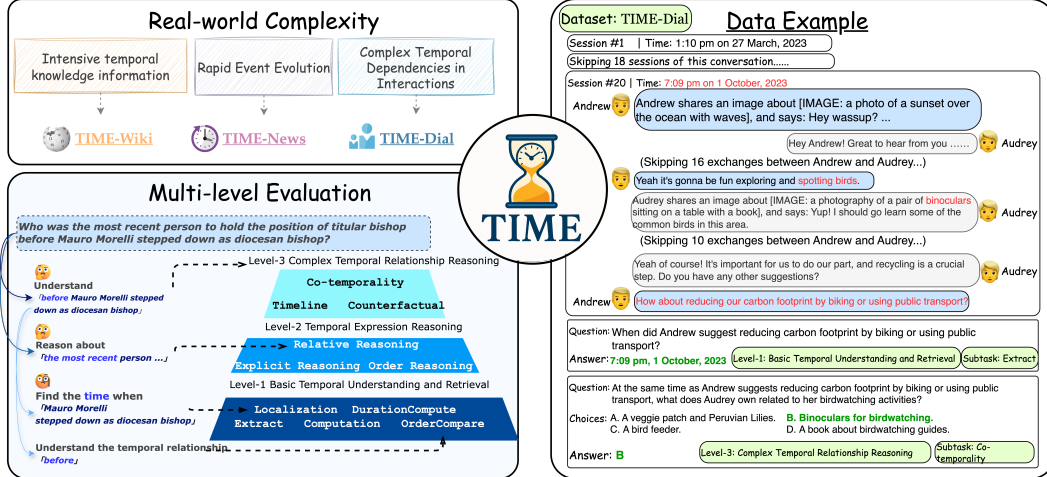 Real-world Complexity
Intensive temporal
knowledge information
Rapid Event Evolution
Complex Temporal
Dependencies in
Interactions
TIME-Wiki
TIME-News
TIME-Dial
Multi-level Evaluation
Who was the most recent person to hold the position of titular bishop
before Mauro Morelli stepped down as diocesan bishop?
Understand
「before Mauro Morelli stepped
down as diocesan bishop」
Reason about
「the most recent person ...」
Find the time when
「Mauro Morelli
stepped down as diocesan bishop」
Understand the temporal relationship
「before」
Level-3 Complex Temporal Relationship Reasoning
Co-temporality
Timeline Counterfactual
Level-2 Temporal Expression Reasoning
Relative Reasoning
Explicit Reasoning Order Reasoning
Level-1 Basic Temporal Understanding and Retrieval
Localization DurationCompute
Extract Computation OrderCompare
TIME
Dataset: TIME-Dial
Data Example
Session #1 | Time: 1:10 pm on 27 March, 2023
Skipping 18 sessions of this conversation......
Session #20 | Time: 7:09 pm on 1 October, 2023
Andrew
Andrew shares an image about [IMAGE: a photo of a sunset over
the ocean with waves], and says: Hey wassup? ...
Hey Andrew! Great to hear from you ......
Audrey
(Skipping 16 exchanges between Andrew and Audrey...)
Yeah it's gonna be fun exploring and spotting birds.
Audrey shares an image about [IMAGE: a photography of a pair of binoculars
sitting on a table with a book], and says: Yup! I should go learn some of the
common birds in this area.
Audrey
(Skipping 10 exchanges between Andrew and Audrey...)
Yeah of course! It's important for us to do our part, and recycling is a crucial
step. Do you have any other suggestions?
Audrey
Andrew
How about reducing our carbon footprint by biking or using public transport?
Question: When did Andrew suggest reducing carbon footprint by biking or using public
transport?
Answer: 7:09 pm, 1 October, 2023
Level-1: Basic Temporal Understanding and Retrieval
Subtask: Extract
Question: At the same time as Andrew suggests reducing carbon footprint by biking or using public
transport, what does Audrey own related to her birdwatching activities?
Choices: A. A veggie patch and Peruvian Lilies. B. Binoculars for birdwatching.
C. A bird feeder. D. A book about birdwatching guides.
Answer: B
Level-3: Complex Temporal Relationship Reasoning
Subtask: Co-
temporality